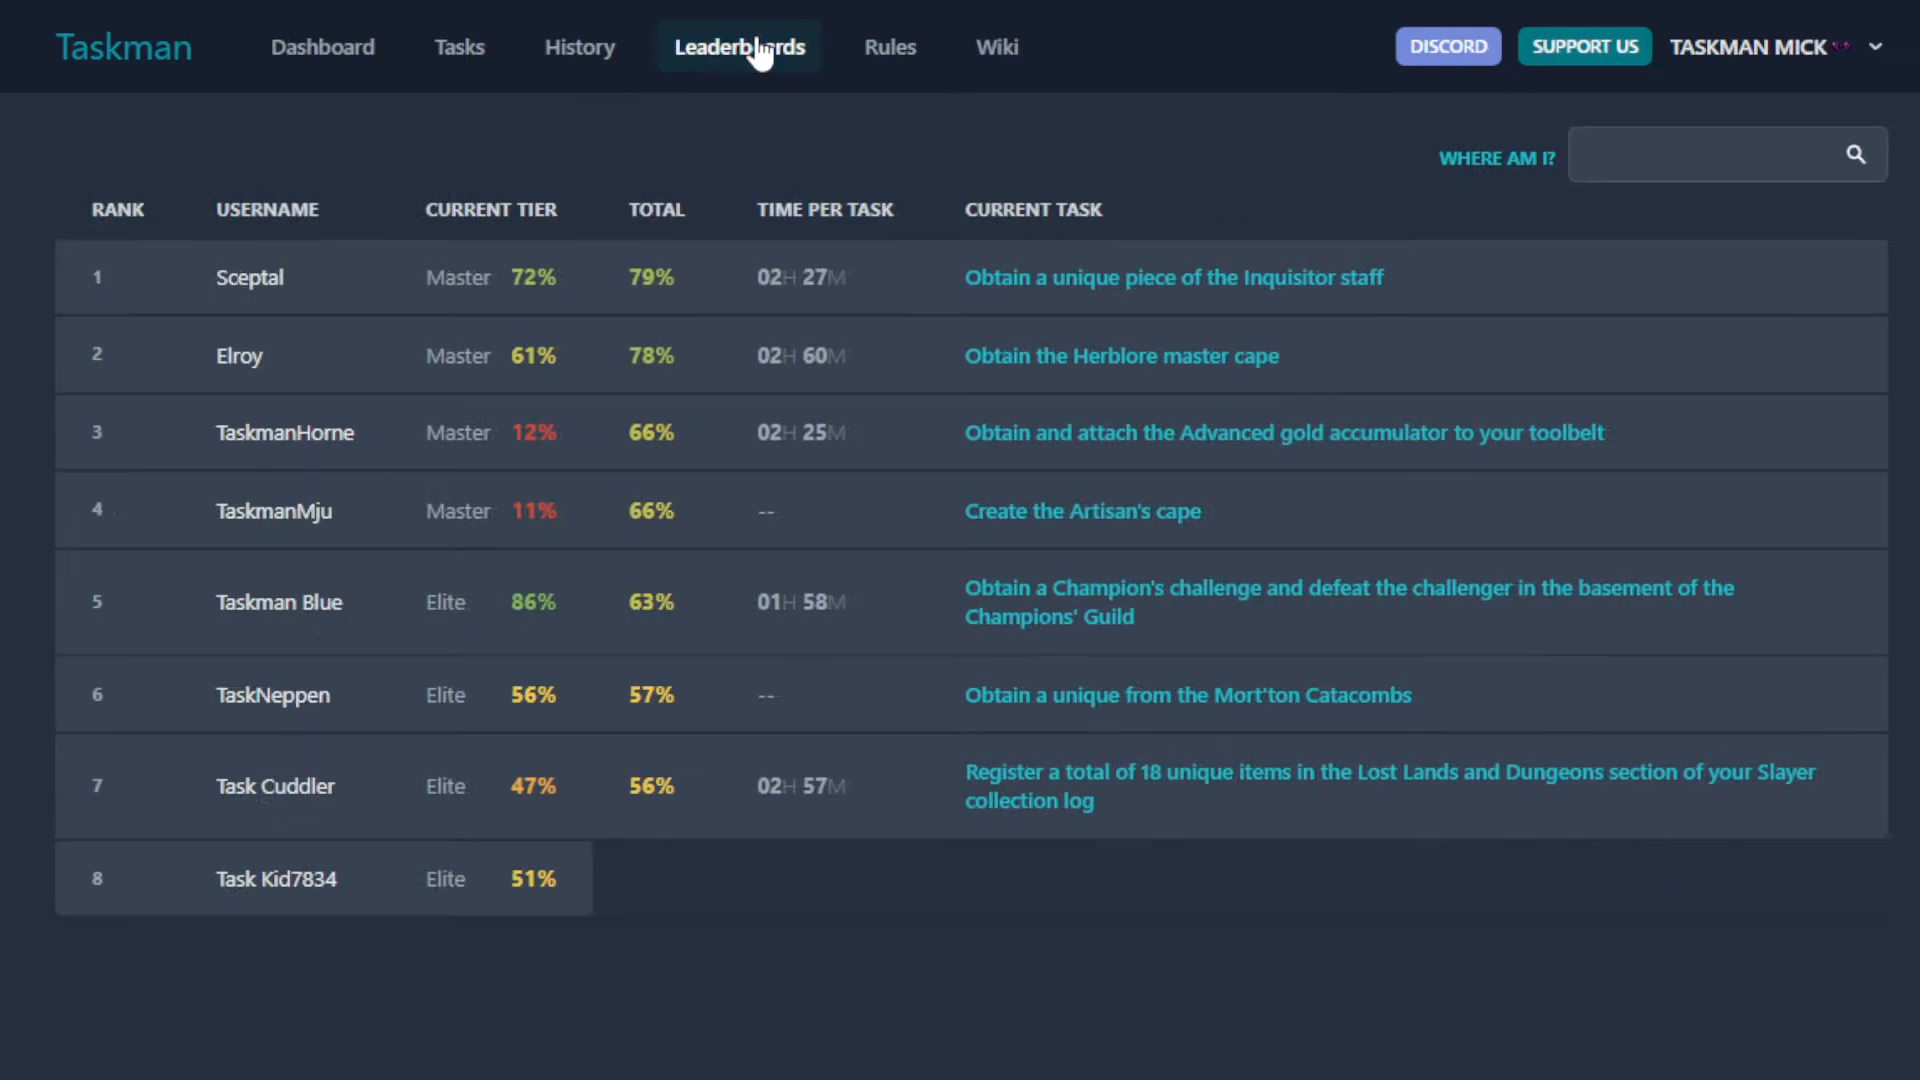 Taskman Dashboard Tasks History Leaderboards Rules Wiki DISCORD SUPPORT US TASKMAN MICK
WHERE AM I?
RANK USERNAME CURRENT TIER TOTAL TIME PER TASK CURRENT TASK
1 Sceptal Master 72% 79% 02H 27M Obtain a unique piece of the Inquisitor staff
2 Elroy Master 61% 78% 02H 60M Obtain the Herblore master cape
3 TaskmanHorne Master 12% 66% 02H 25M Obtain and attach the Advanced gold accumulator to your toolbelt
4 TaskmanMju Master 11% 66% -- Create the Artisan's cape
5 Taskman Blue Elite 86% 63% 01H 58M Obtain a Champion's challenge and defeat the challenger in the basement of the
Champions' Guild
6 TaskNeppen Elite 56% 57% -- Obtain a unique from the Mort'ton Catacombs
7 Task Cuddler Elite 47% 56% 02H 57M Register a total of 18 unique items in the Lost Lands and Dungeons section of your Slayer
collection log
8 Task Kid7834 Elite 51%